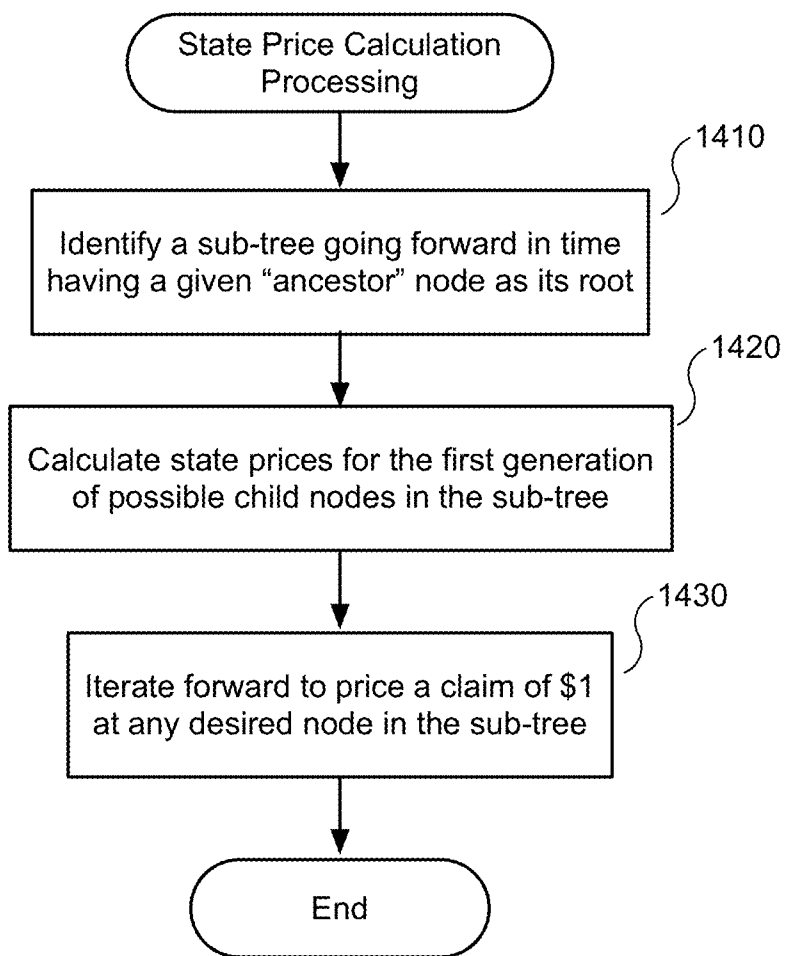 State Price Calculation
Processing
1410
Identify a sub-tree going forward in time
having a given “ancestor” node as its root
1420
Calculate state prices for the first generation
of possible child nodes in the sub-tree
1430
Iterate forward to price a claim of $1
at any desired node in the sub-tree
End